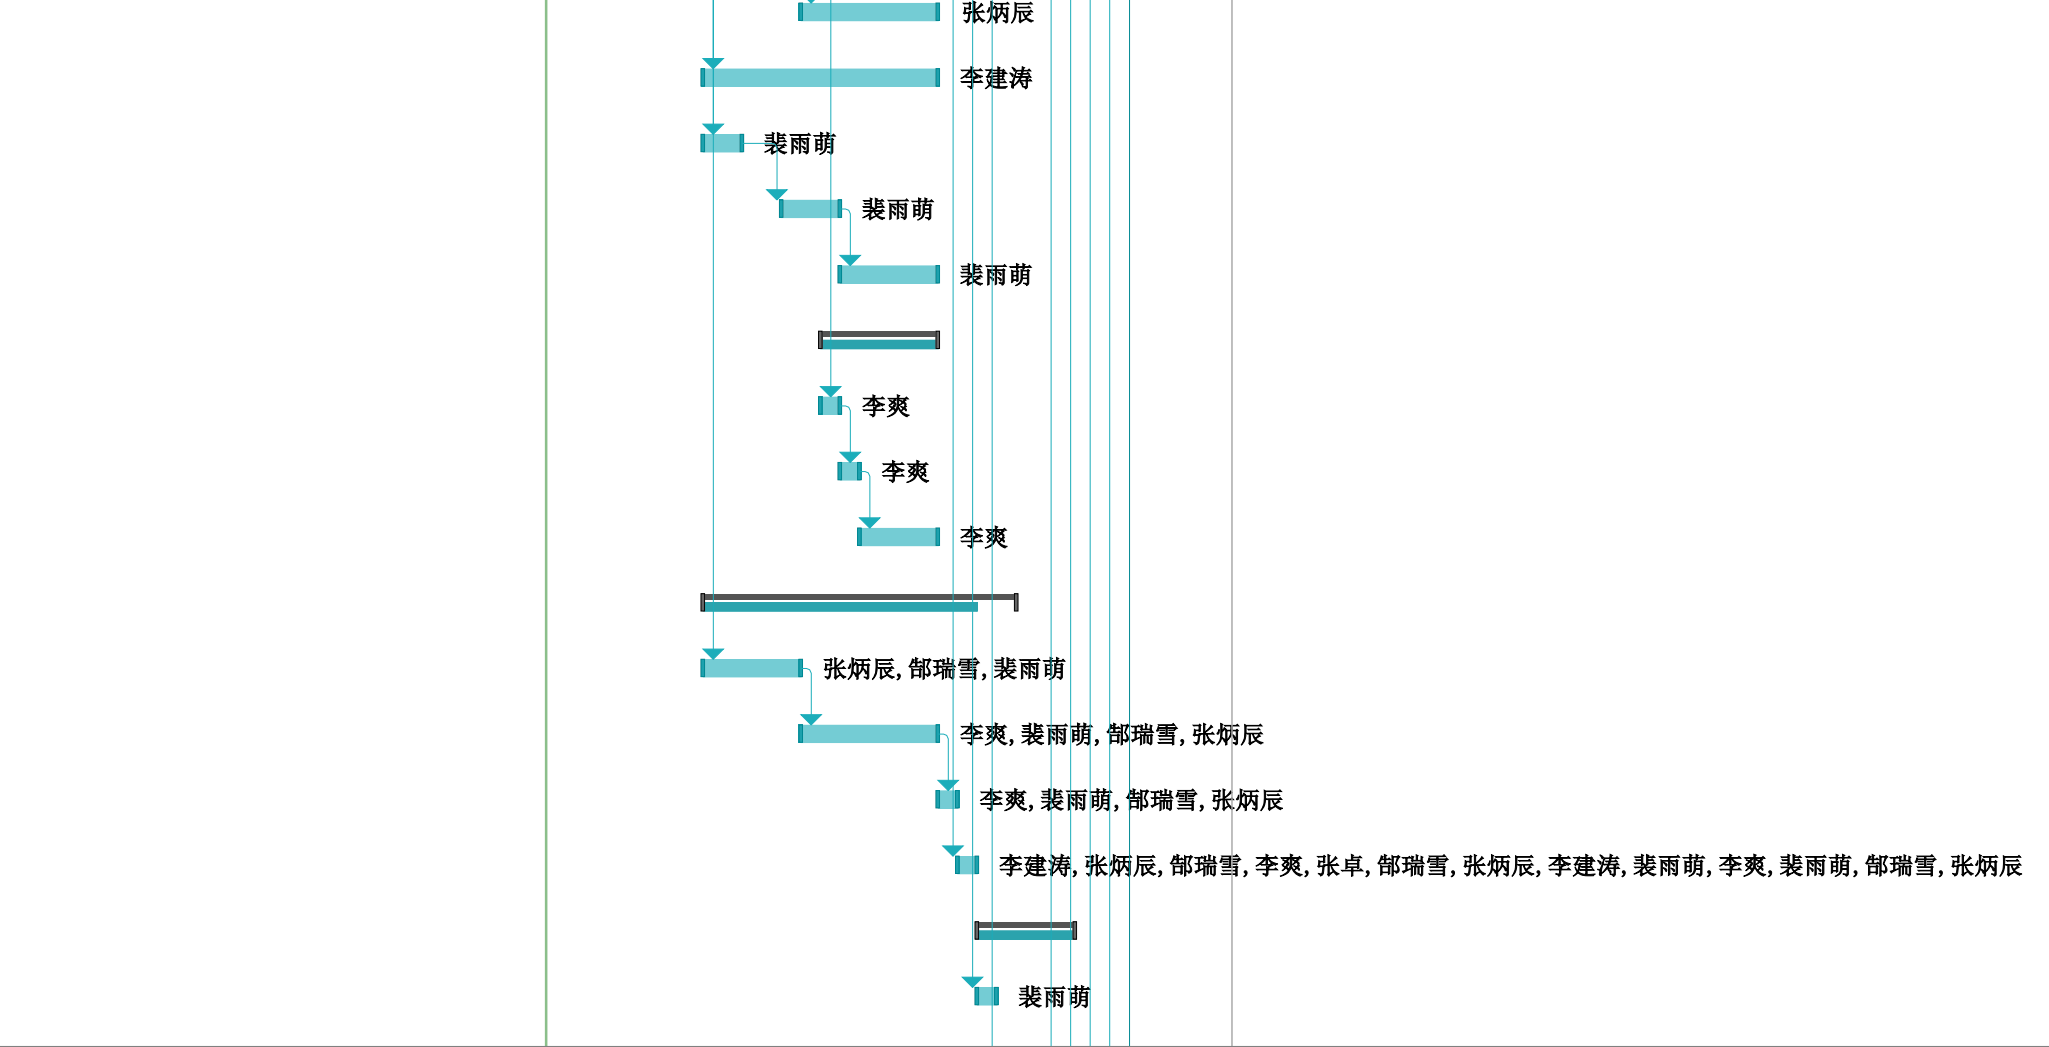 张炳辰
李建涛
裴雨萌
裴雨萌
裴雨萌
李爽
李爽
李爽
张炳辰, 郜瑞雪, 裴雨萌
李爽, 裴雨萌, 郜瑞雪, 张炳辰
李爽, 裴雨萌, 郜瑞雪, 张炳辰
李建涛, 张炳辰, 郜瑞雪, 李爽, 张卓, 郜瑞雪, 张炳辰, 李建涛, 裴雨萌, 李爽, 裴雨萌, 郜瑞雪, 张炳辰
裴雨萌